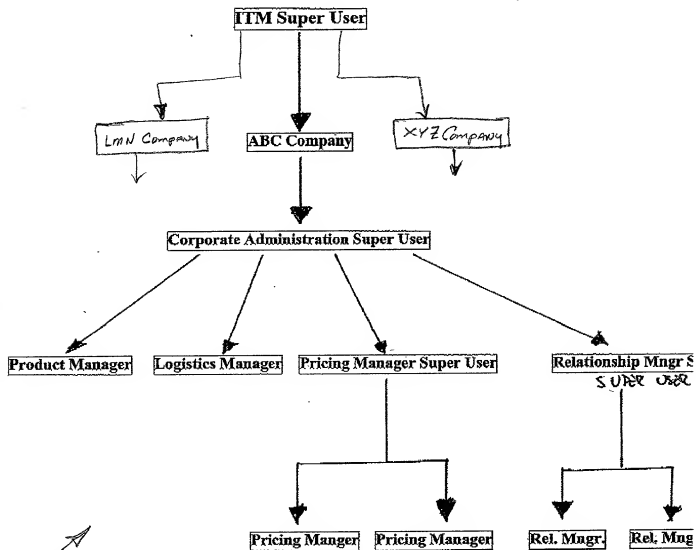 ITM Super User
LMN Company
ABC Company
XYZ Company
Corporate Administration Super User
Product Manager
Logistics Manager
Pricing Manager Super User
Relationship Mngr S
SUPER USER
Pricing Manger
Pricing Manager
Rel. Mngr.
Rel. Mng